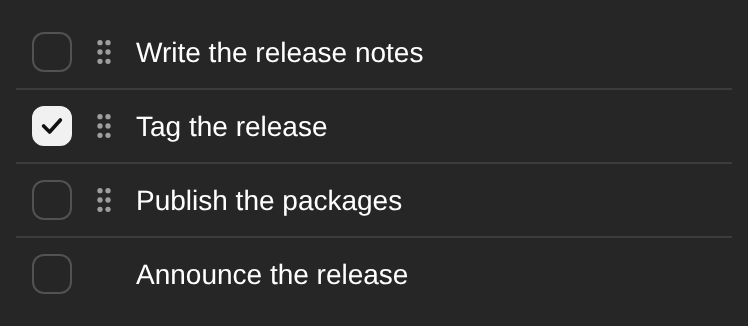 Write the release notes
Tag the release
Publish the packages
Announce the release